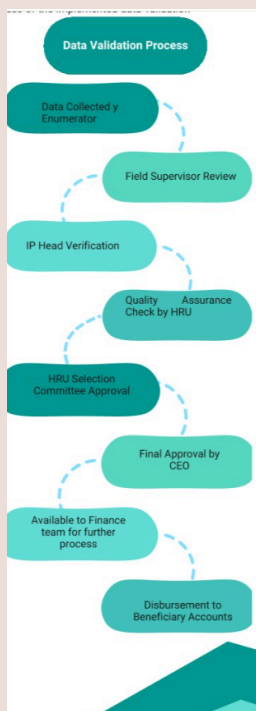 Data Validation Process
Data Collected y
Enumerator
Field Supervisor Review
IP Head Verification
Quality Assurance
Check by HRU
HRU Selection
Committee Approval
Final Approval by
CEO
Available to Finance
team for further
process
Disbursement to
Beneficiary Accounts